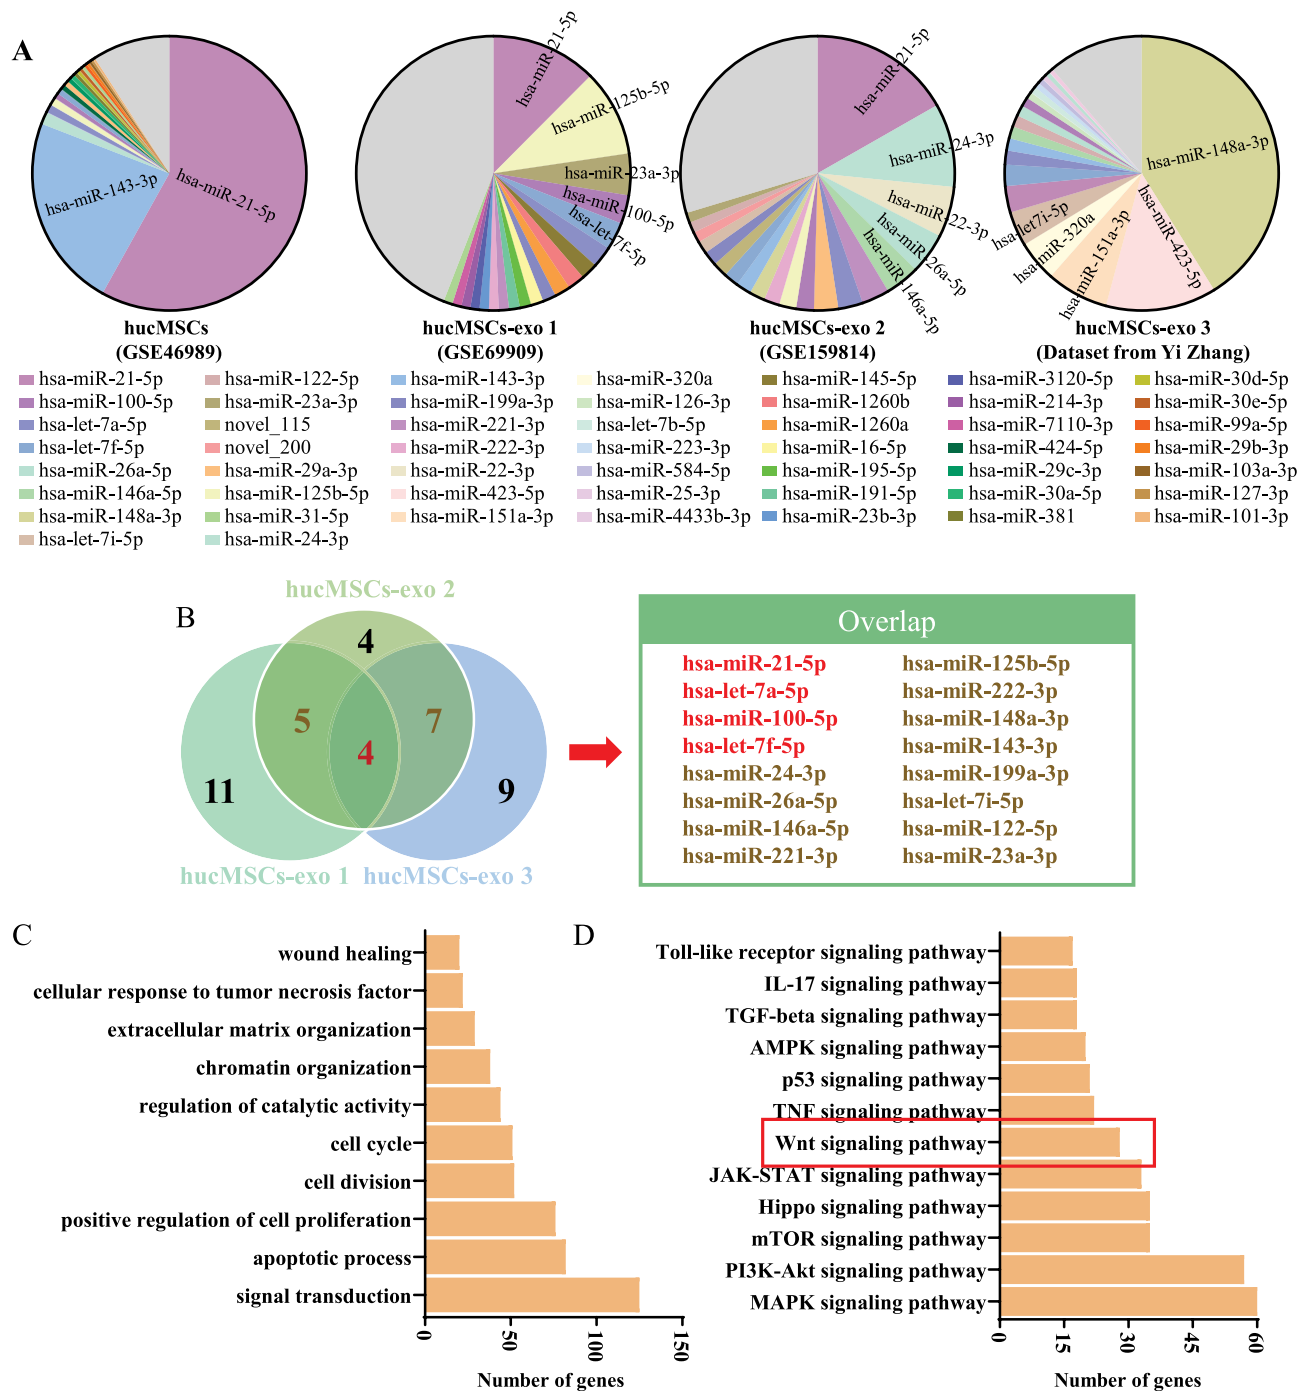 A
hsa-miR-143-3p
hsa-miR-21-5p
hsa-miR-21-5p
hsa-miR-125b-5p
hsa-miR-23a-3p
hsa-miR-100-5p
hsa-let-7f-5p
hsa-miR-21-5p
hsa-miR-24-3p
hsa-miR-22-3p
hsa-miR-26a-5p
hsa-miR-146a-5p
hsa-miR-148a-3p
hsa-let7i-5p
hsa-miR-320a
hsa-miR-151a-3p
hsa-miR-423-5p
hucMSCs
(GSE46989)
hucMSCs-exo 1
(GSE69909)
hucMSCs-exo 2
(GSE159814)
hucMSCs-exo 3
(Dataset from Yi Zhang)
hsa-miR-21-5p
hsa-miR-100-5p
hsa-let-7a-5p
hsa-let-7f-5p
hsa-miR-26a-5p
hsa-miR-146a-5p
hsa-miR-148a-3p
hsa-let-7i-5p
hsa-miR-122-5p
hsa-miR-23a-3p
novel_115
novel_200
hsa-miR-29a-3p
hsa-miR-125b-5p
hsa-miR-31-5p
hsa-miR-24-3p
hsa-miR-143-3p
hsa-miR-199a-3p
hsa-miR-221-3p
hsa-miR-222-3p
hsa-miR-22-3p
hsa-miR-423-5p
hsa-miR-151a-3p
hsa-miR-320a
hsa-miR-126-3p
hsa-let-7b-5p
hsa-miR-223-3p
hsa-miR-584-5p
hsa-miR-25-3p
hsa-miR-4433b-3p
hsa-miR-145-5p
hsa-miR-1260b
hsa-miR-1260a
hsa-miR-16-5p
hsa-miR-195-5p
hsa-miR-191-5p
hsa-miR-23b-3p
hsa-miR-3120-5p
hsa-miR-214-3p
hsa-miR-7110-3p
hsa-miR-424-5p
hsa-miR-29c-3p
hsa-miR-30a-5p
hsa-miR-381
hsa-miR-30d-5p
hsa-miR-30e-5p
hsa-miR-99a-5p
hsa-miR-29b-3p
hsa-miR-103a-3p
hsa-miR-127-3p
hsa-miR-101-3p
B
hucMSCs-exo 2
4
5
7
4
11
9
hucMSCs-exo 1
hucMSCs-exo 3
Overlap
hsa-miR-21-5p
hsa-let-7a-5p
hsa-miR-100-5p
hsa-let-7f-5p
hsa-miR-24-3p
hsa-miR-26a-5p
hsa-miR-146a-5p
hsa-miR-221-3p
hsa-miR-125b-5p
hsa-miR-222-3p
hsa-miR-148a-3p
hsa-miR-143-3p
hsa-miR-199a-3p
hsa-let-7i-5p
hsa-miR-122-5p
hsa-miR-23a-3p
C
wound healing
cellular response to tumor necrosis factor
extracellular matrix organization
chromatin organization
regulation of catalytic activity
cell cycle
cell division
positive regulation of cell proliferation
apoptotic process
signal transduction
0
50
100
150
Number of genes
D
Toll-like receptor signaling pathway
IL-17 signaling pathway
TGF-beta signaling pathway
AMPK signaling pathway
p53 signaling pathway
TNF signaling pathway
Wnt signaling pathway
JAK-STAT signaling pathway
Hippo signaling pathway
mTOR signaling pathway
PI3K-Akt signaling pathway
MAPK signaling pathway
0
15
30
45
60
Number of genes